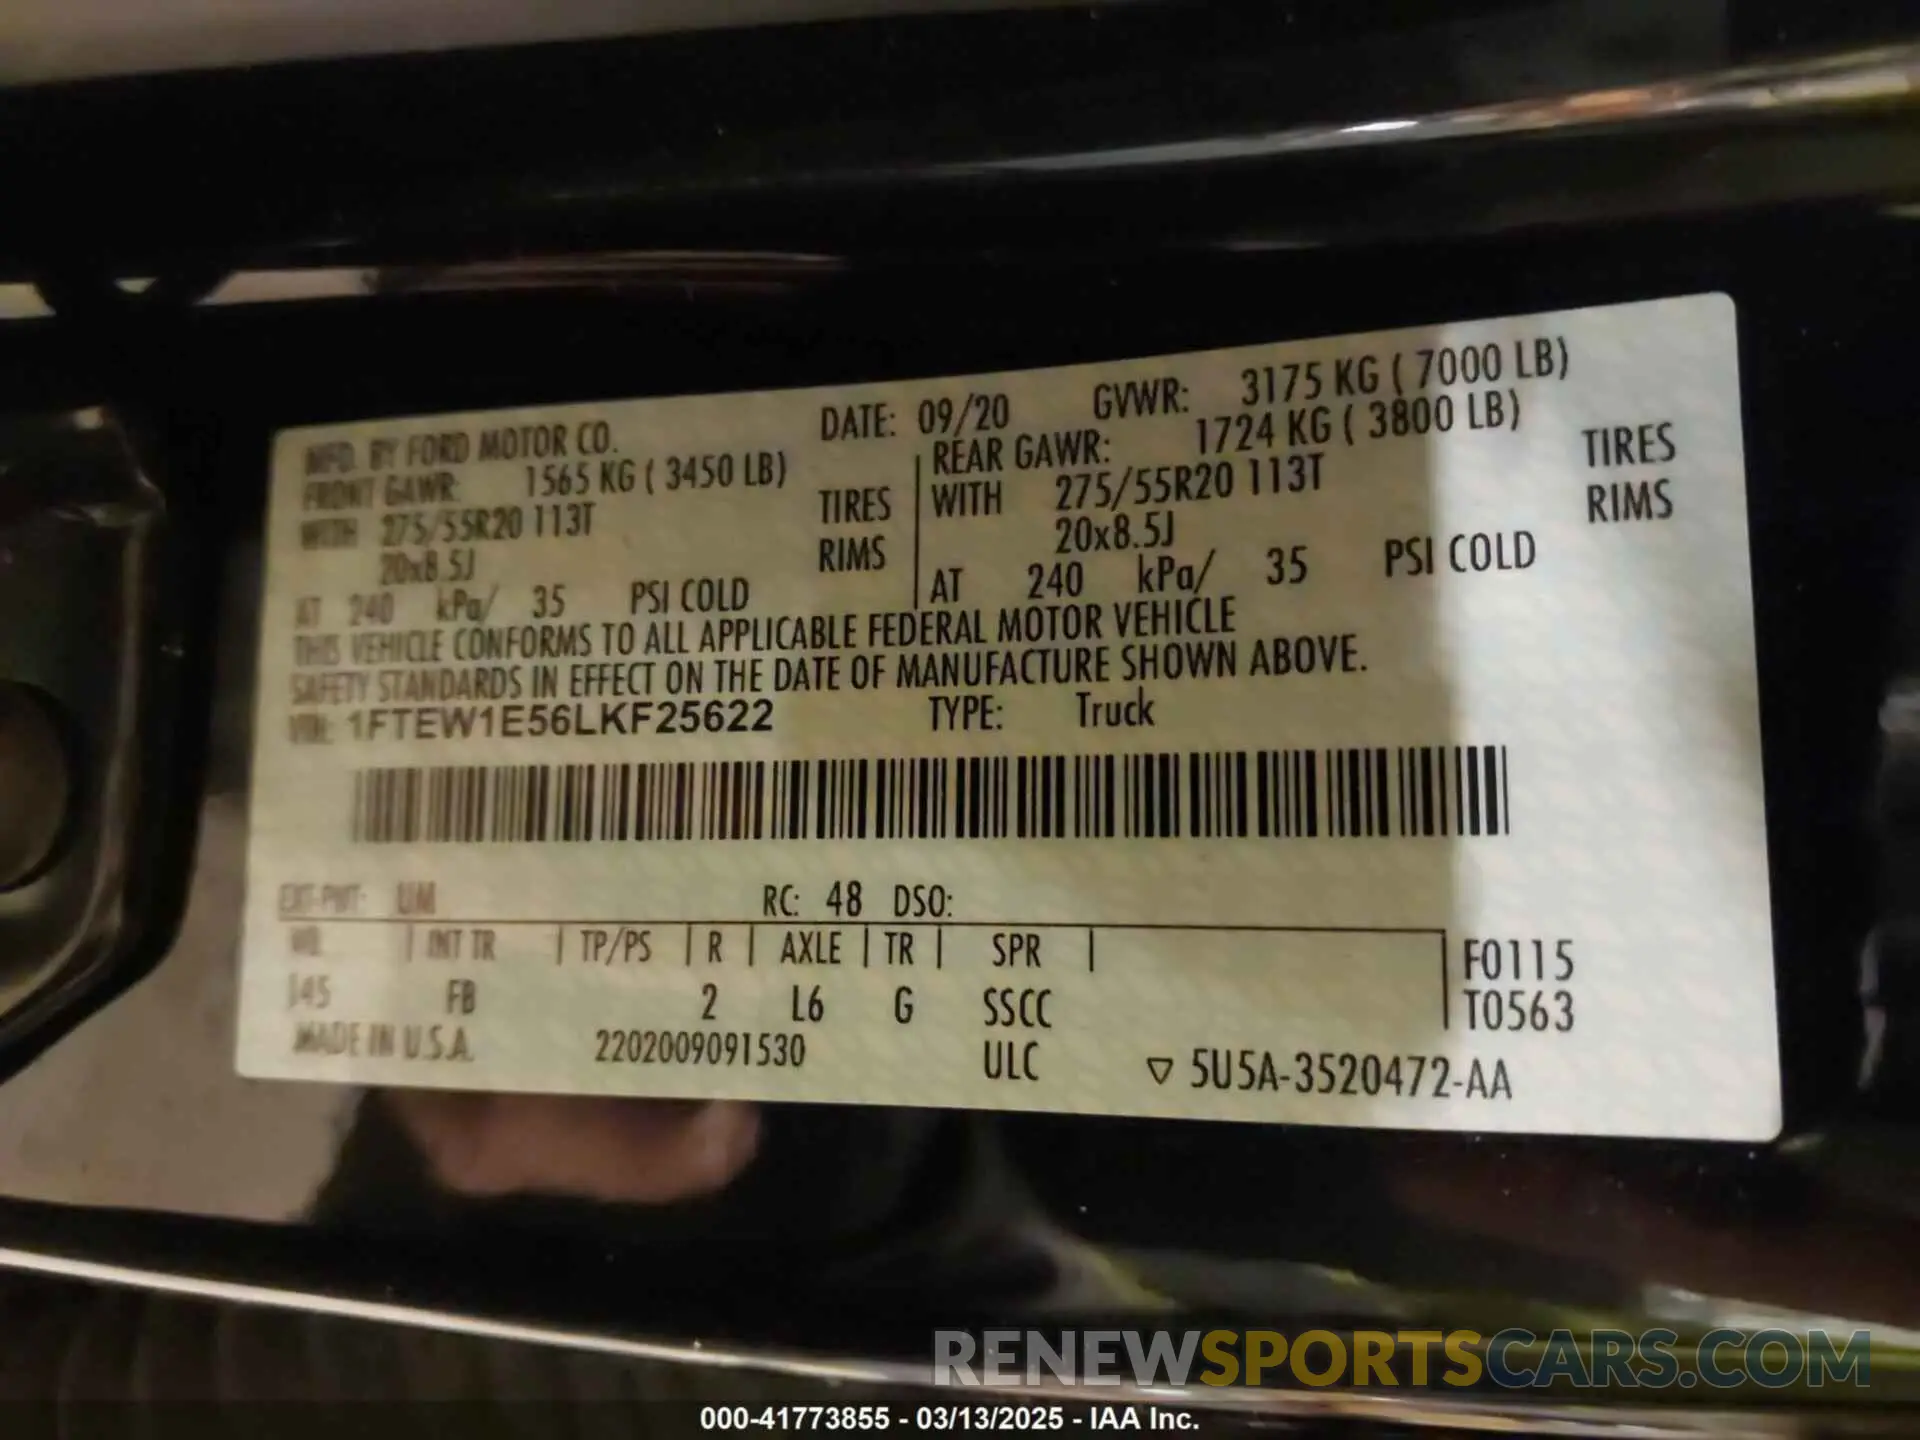 MFD. BY FORD MOTOR CO.
DATE: 09/20 GVWR: 3175 KG ( 7000 LB)
FRONT GAWR: 1565 KG ( 3450 LB) REAR GAWR: 1724 KG ( 3800 LB)
WITH 275/55R20 113T TIRES WITH 275/55R20 113T TIRES
20x8.5J RIMS 20x8.5J RIMS
AT 240 kPa/ 35 PSI COLD AT 240 kPa/ 35 PSI COLD
THIS VEHICLE CONFORMS TO ALL APPLICABLE FEDERAL MOTOR VEHICLE
SAFETY STANDARDS IN EFFECT ON THE DATE OF MANUFACTURE SHOWN ABOVE.
VIN: 1FTEW1E56LKF25622 TYPE: Truck
EXT-PNT: UM RC: 48 DSO:
WB | INT TR | TP/PS | R | AXLE | TR | SPR | F0115
145 FB 2 L6 G SSCC T0563
MADE IN U.S.A. 2202009091530 ULC ▽ 5U5A-3520472-AA
RENEWSPORTSCARS.COM
000-41773855 - 03/13/2025 - IAA Inc.